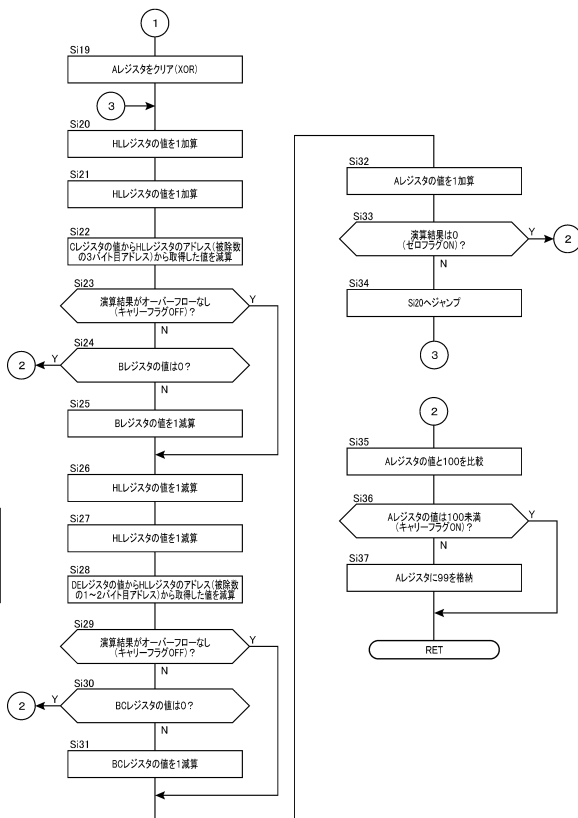 1
Si19
Aレジスタをクリア(XOR)
3
Si20
HLレジスタの値を1加算
Si21
HLレジスタの値を1加算
Si22
Cレジスタの値からHLレジスタのアドレス(被除数
の3バイト目アドレス)から取得した値を減算
Si23
演算結果がオーバーフローなし
(キャリーフラグOFF)?
Y
N
Si24
Bレジスタの値は0?
Y
2
N
Si25
Bレジスタの値を1減算
Si26
HLレジスタの値を1減算
Si27
HLレジスタの値を1減算
Si28
DEレジスタの値からHLレジスタのアドレス(被除数
の1~2バイト目アドレス)から取得した値を減算
Si29
演算結果がオーバーフローなし
(キャリーフラグOFF)?
Y
N
Si30
BCレジスタの値は0?
Y
2
N
Si31
BCレジスタの値を1減算
Si32
Aレジスタの値を1加算
Si33
演算結果は0
(ゼロフラグON)?
Y
2
N
Si34
Si20へジャンプ
3
2
Si35
Aレジスタの値と100を比較
Si36
Aレジスタの値は100未満
(キャリーフラグON)?
Y
N
Si37
Aレジスタに99を格納
RET